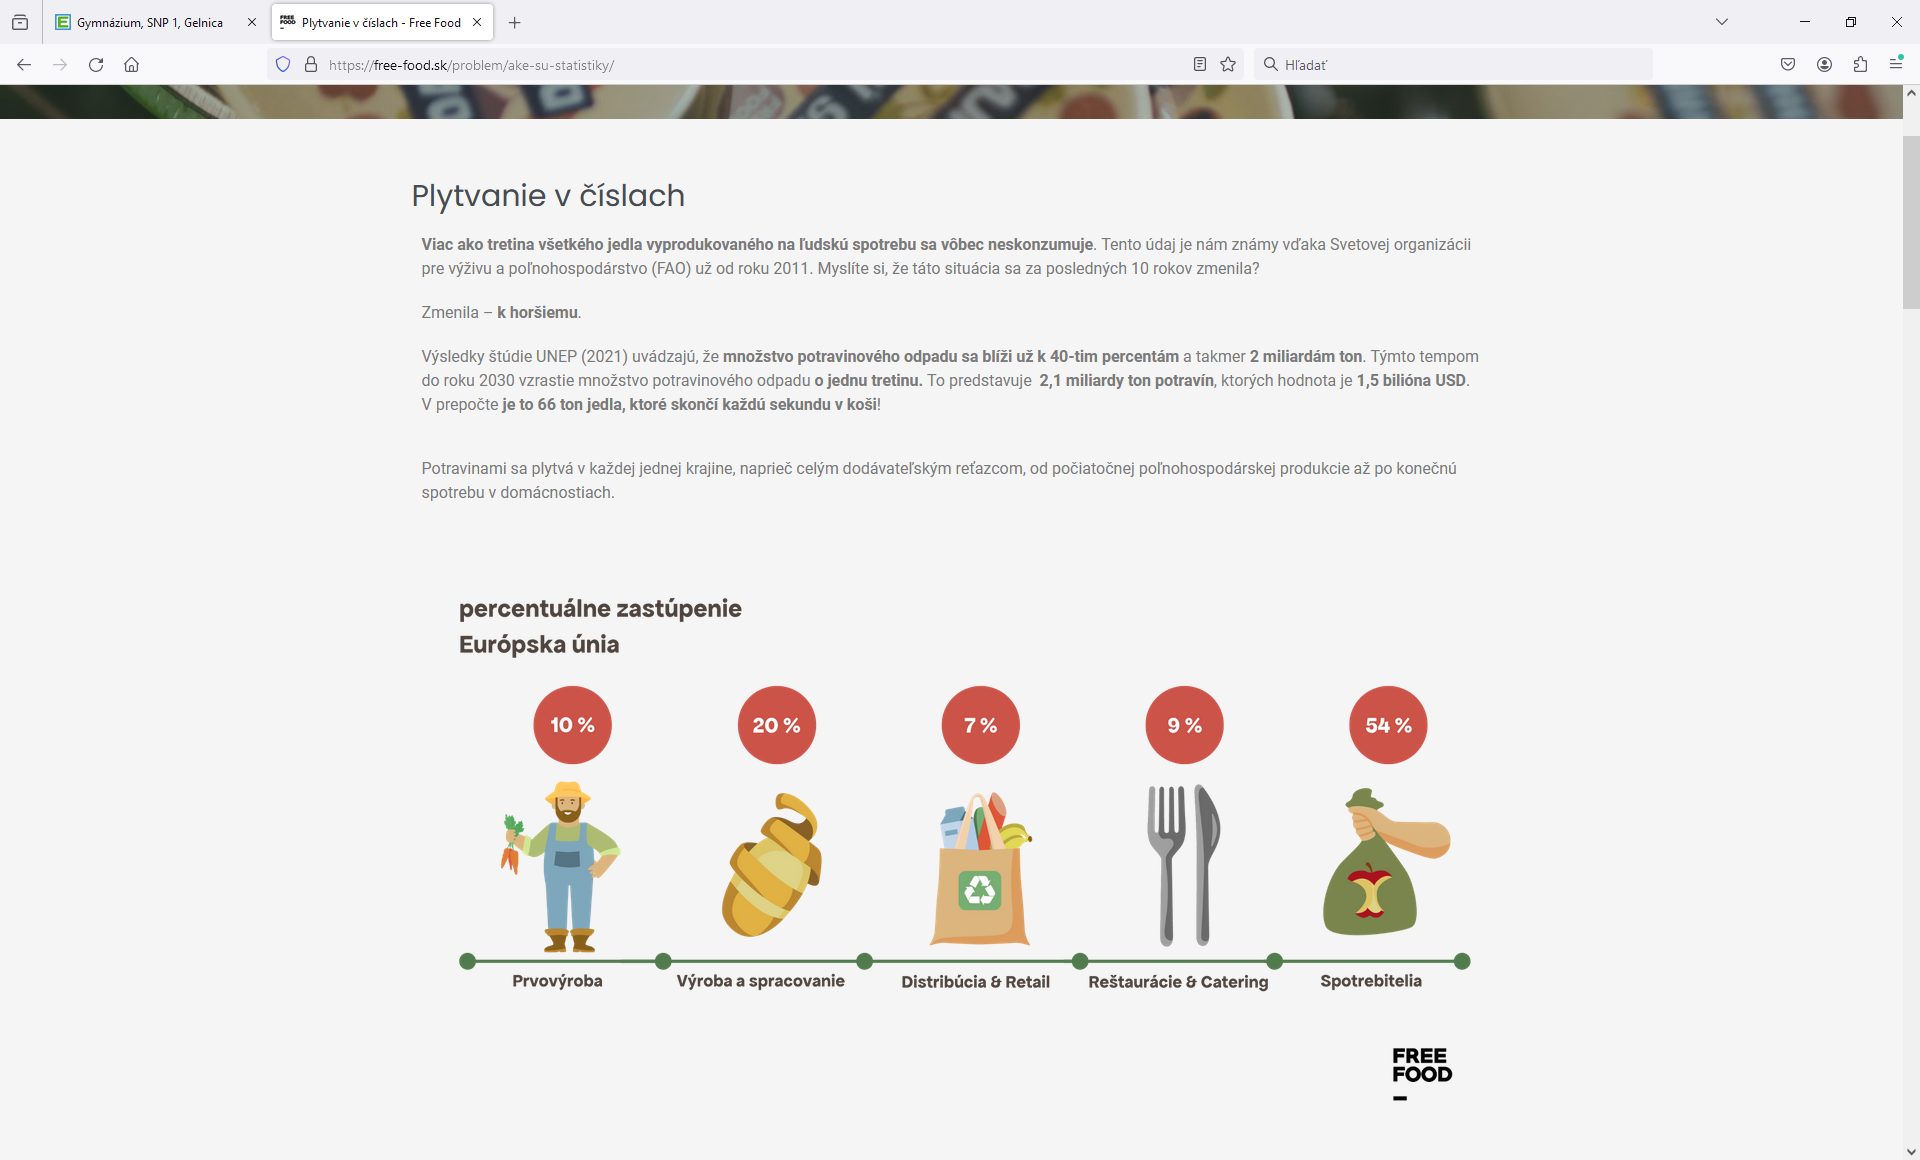 Gymnázium, SNP 1, Gelnica
Plytvanie v číslach - Free Food
https://free-food.sk/problem/ake-su-statistiky/
Hľadať
Plytvanie v číslach
Viac ako tretina všetkého jedla vyprodukovaného na ľudskú spotrebu sa vôbec neskonzumuje. Tento údaj je nám známy vďaka Svetovej organizácii
pre výživu a poľnohospodárstvo (FAO) už od roku 2011. Myslíte si, že táto situácia sa za posledných 10 rokov zmenila?
Zmenila – k horšiemu.
Výsledky štúdie UNEP (2021) uvádzajú, že množstvo potravinového odpadu sa blíži už k 40-tim percentám a takmer 2 miliardám ton. Týmto tempom
do roku 2030 vzrastie množstvo potravinového odpadu o jednu tretinu. To predstavuje 2,1 miliardy ton potravín, ktorých hodnota je 1,5 bilióna USD.
V prepočte je to 66 ton jedla, ktoré skončí každú sekundu v koši!
Potravinami sa plytvá v každej jednej krajine, naprieč celým dodávateľským reťazcom, od počiatočnej poľnohospodárskej produkcie až po konečnú
spotrebu v domácnostiach.
percentuálne zastúpenie
Európska únia
10 % 20 % 7 % 9 % 54 %
Prvovýroba Výroba a spracovanie Distribúcia & Retail Reštaurácie & Catering Spotrebitelia
FREE
FOOD